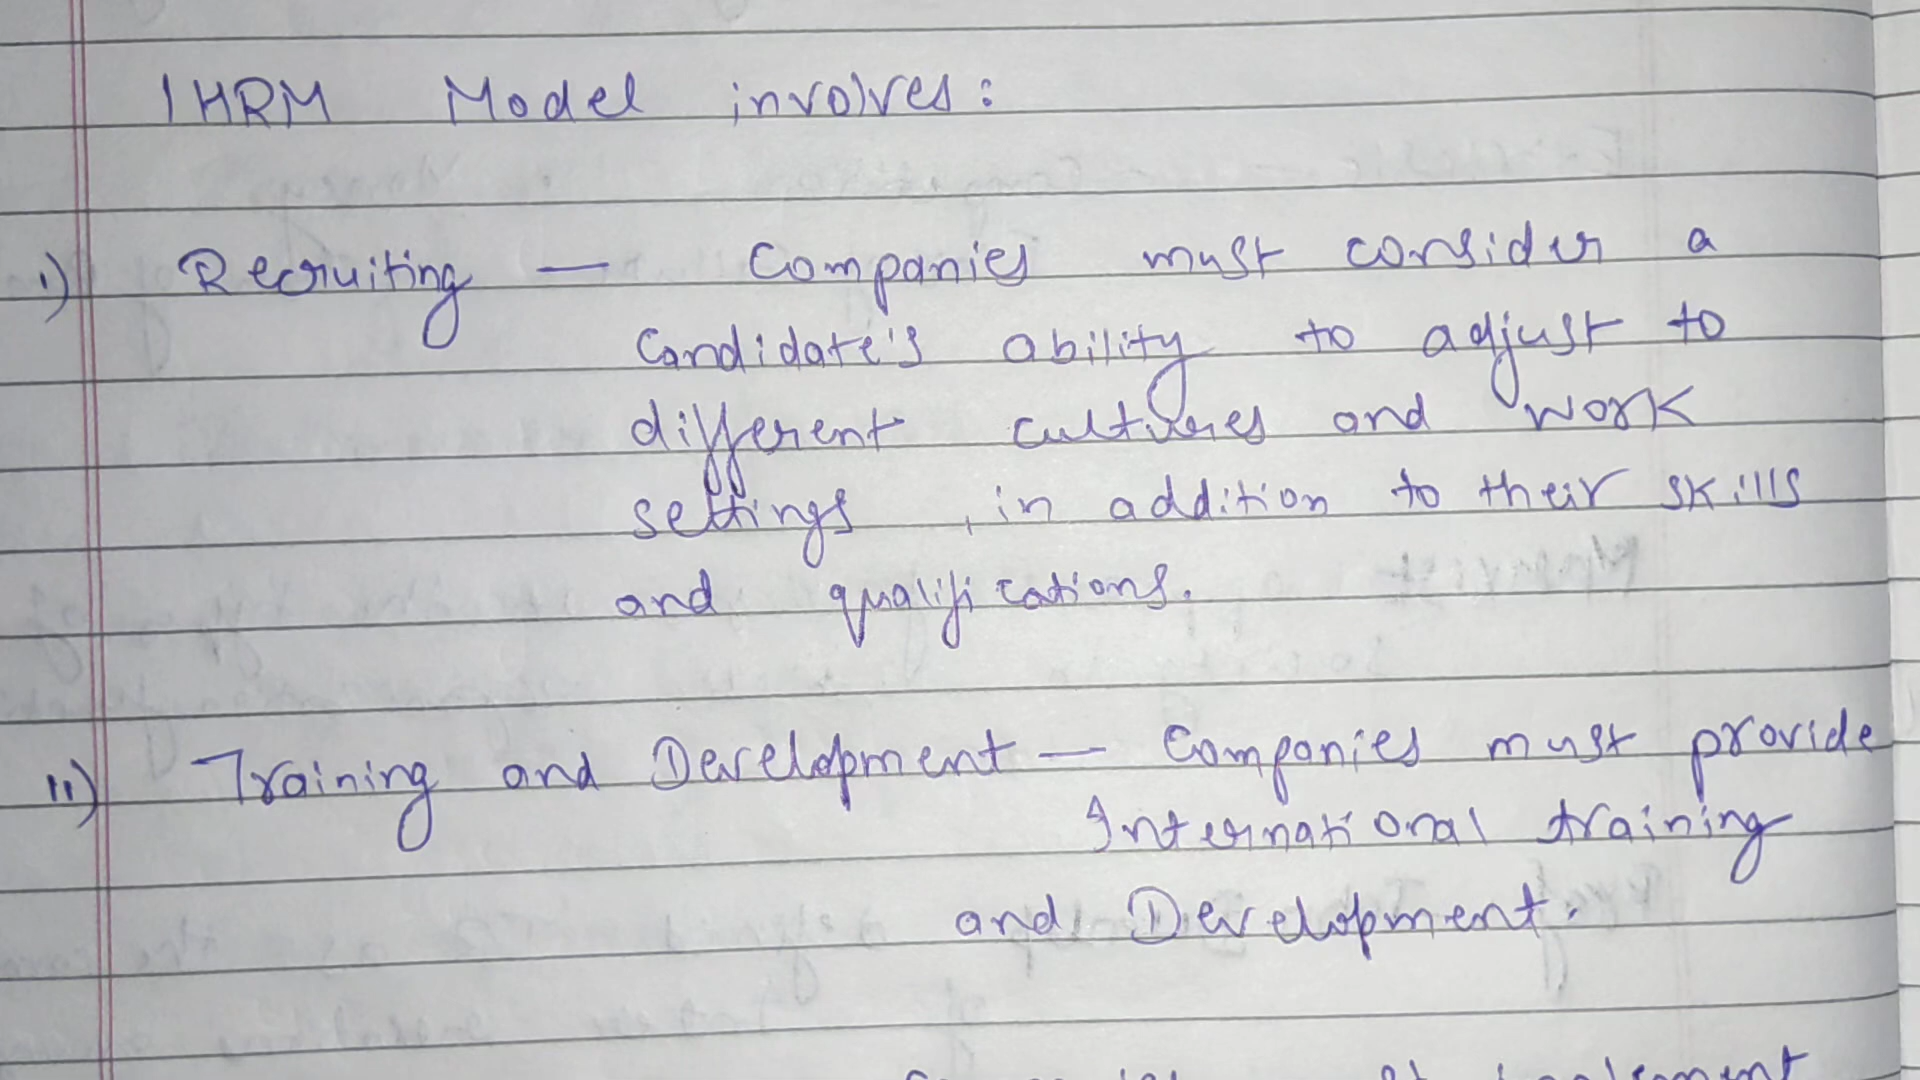 IHRM Model involves:
i) Recruiting — Companies must consider a
candidate's ability to adjust to
different cultures and work
settings , in addition to their skills
and qualifications.
ii) Training and Development — Companies must provide
International training
and Development.
implement